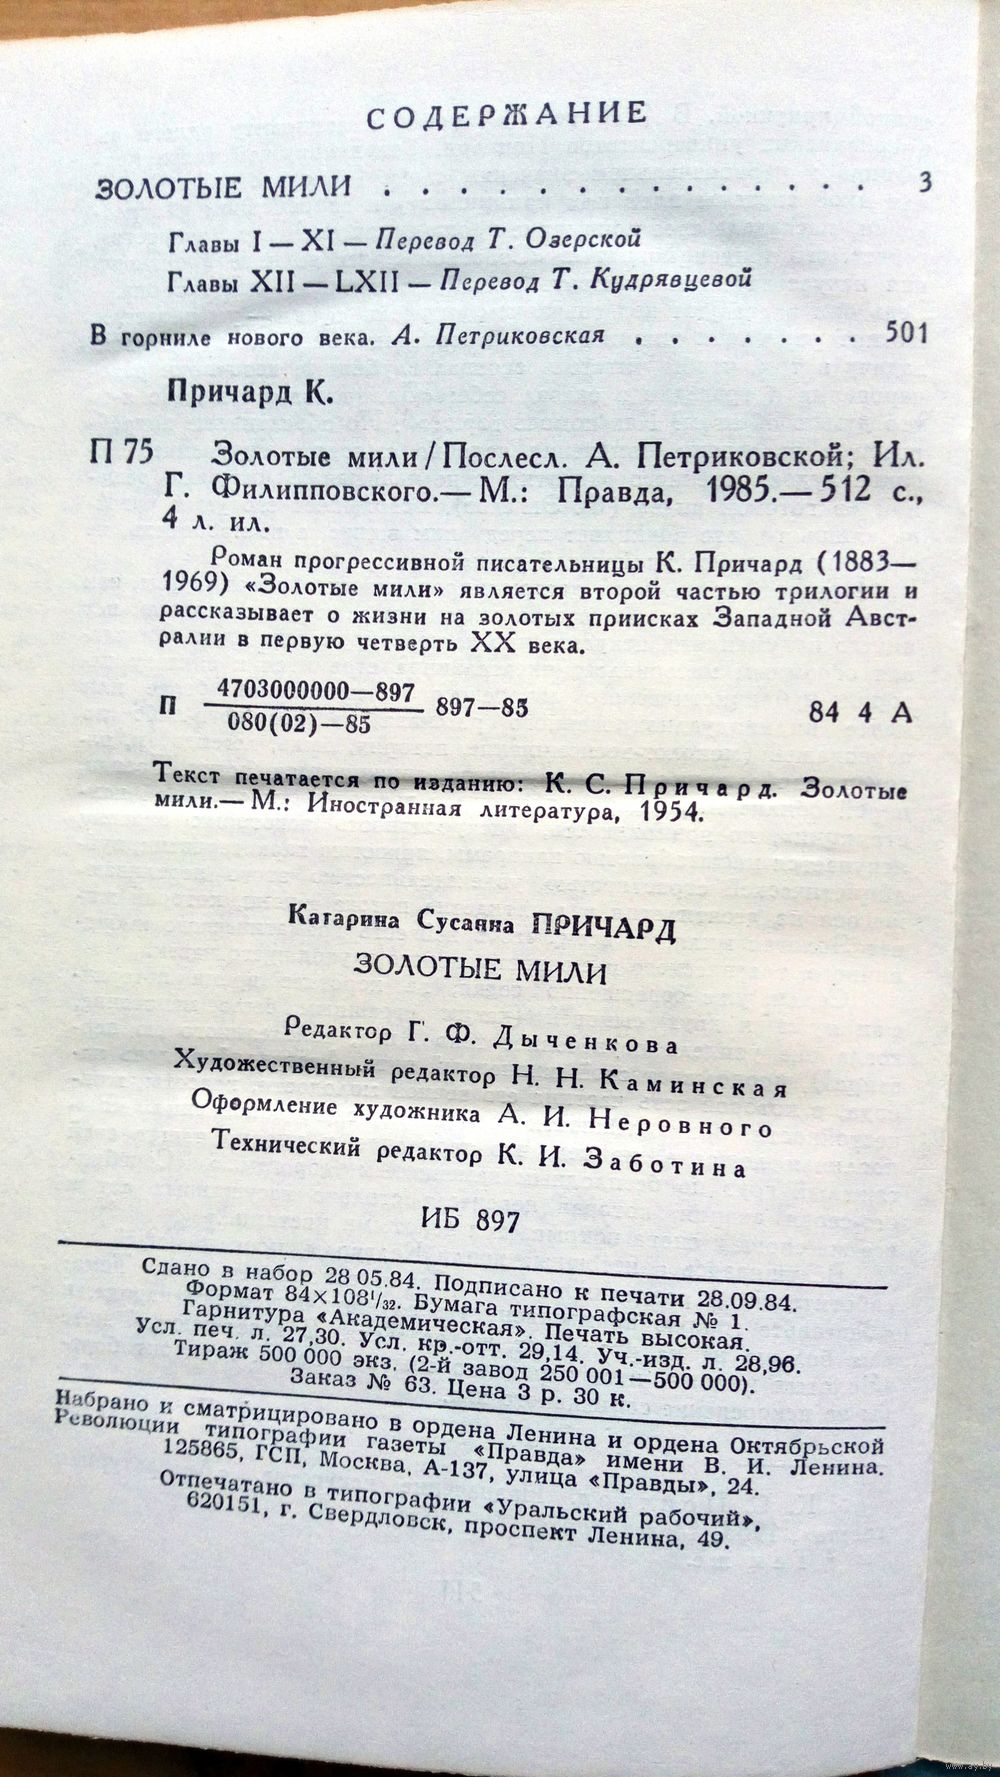 СОДЕРЖАНИЕ
ЗОЛОТЫЕ МИЛИ . . . . . . . . . . . . . . 3
Главы I — XI — Перевод Т. Озерской
Главы XII — LXII — Перевод Т. Кудрявцевой
В горниле нового века. А. Петриковская . . . . . . . 501
Причард К.
П 75 Золотые мили / Послесл. А. Петриковской; Ил.
Г. Филипповского.— М.: Правда, 1985.— 512 с.,
4 л. ил.
Роман прогрессивной писательницы К. Причард (1883—
1969) «Золотые мили» является второй частью трилогии и
рассказывает о жизни на золотых приисках Западной Авст-
ралии в первую четверть XX века.
4703000000—897
П 897—85 84 4 А
080(02)—85
Текст печатается по изданию: К. С. Причард. Золотые
мили.— М.: Иностранная литература, 1954.
Катарина Сусанна ПРИЧАРД
ЗОЛОТЫЕ МИЛИ
Редактор Г. Ф. Дыченкова
Художественный редактор Н. Н. Каминская
Оформление художника А. И. Неровного
Технический редактор К. И. Заботина
ИБ 897
Сдано в набор 28 05.84. Подписано к печати 28.09.84.
Формат 84×108¹/₃₂. Бумага типографская № 1.
Гарнитура «Академическая». Печать высокая.
Усл. печ. л. 27,30. Усл. кр.-отт. 29,14. Уч.-изд. л. 28,96.
Тираж 500 000 экз. (2-й завод 250 001—500 000).
Заказ № 63. Цена 3 р. 30 к.
Набрано и сматрицировано в ордена Ленина и ордена Октябрьской
Революции типографии газеты «Правда» имени В. И. Ленина.
125865, ГСП, Москва, А-137, улица «Правды», 24.
Отпечатано в типографии «Уральский рабочий»,
620151, г. Свердловск, проспект Ленина, 49.
www.ay.by